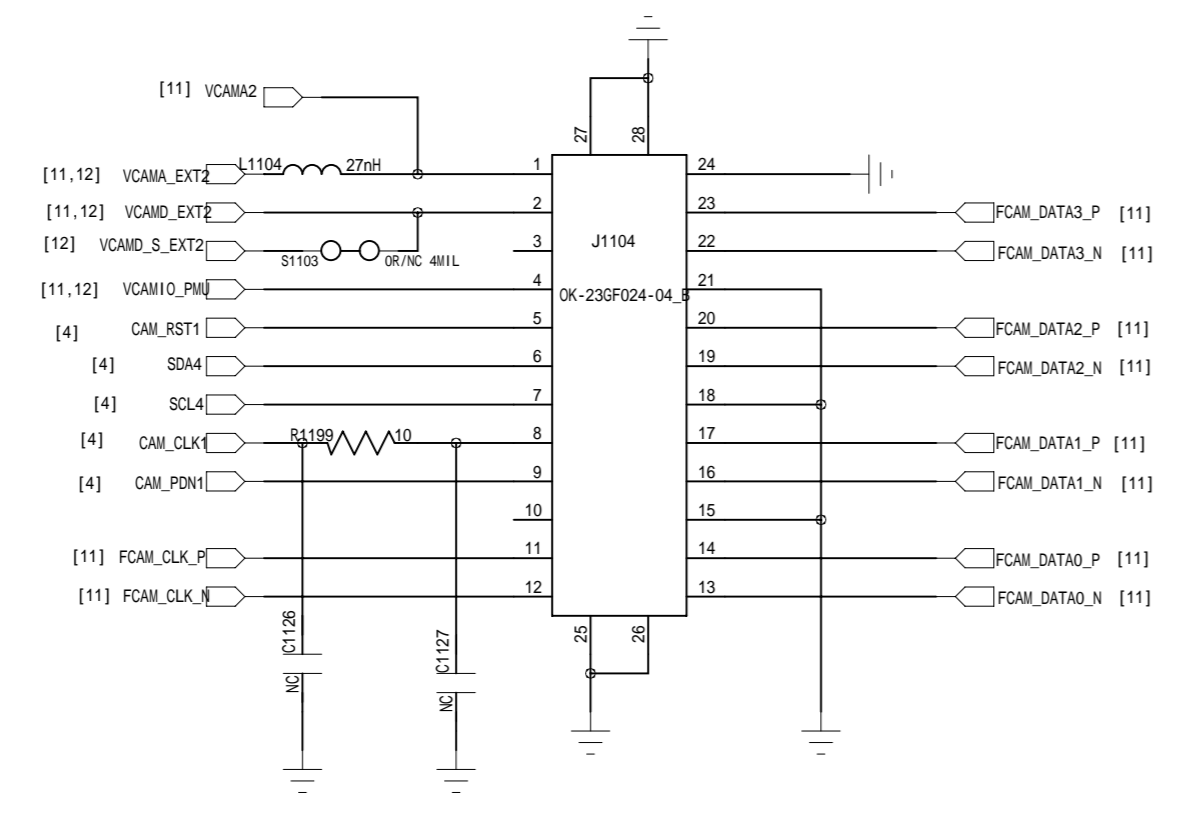 27 28
[11] VCAMA2
[11,12] VCAMA_EXT2 L1104 27nH 1 24
[11,12] VCAMD_EXT2 2 23 FCAM_DATA3_P [11]
[12] VCAMD_S_EXT2 S1103 0R/NC 4MIL 3 J1104 22 FCAM_DATA3_N [11]
[11,12] VCAMIO_PMU 4 OK-23GF024-04_B 21
[4] CAM_RST1 5 20 FCAM_DATA2_P [11]
[4] SDA4 6 19 FCAM_DATA2_N [11]
[4] SCL4 7 18
[4] CAM_CLK1 R1199 10 8 17 FCAM_DATA1_P [11]
[4] CAM_PDN1 9 16 FCAM_DATA1_N [11]
10 15
[11] FCAM_CLK_P 11 14 FCAM_DATA0_P [11]
[11] FCAM_CLK_N 12 13 FCAM_DATA0_N [11]
25 26
C1126 NC
C1127 NC